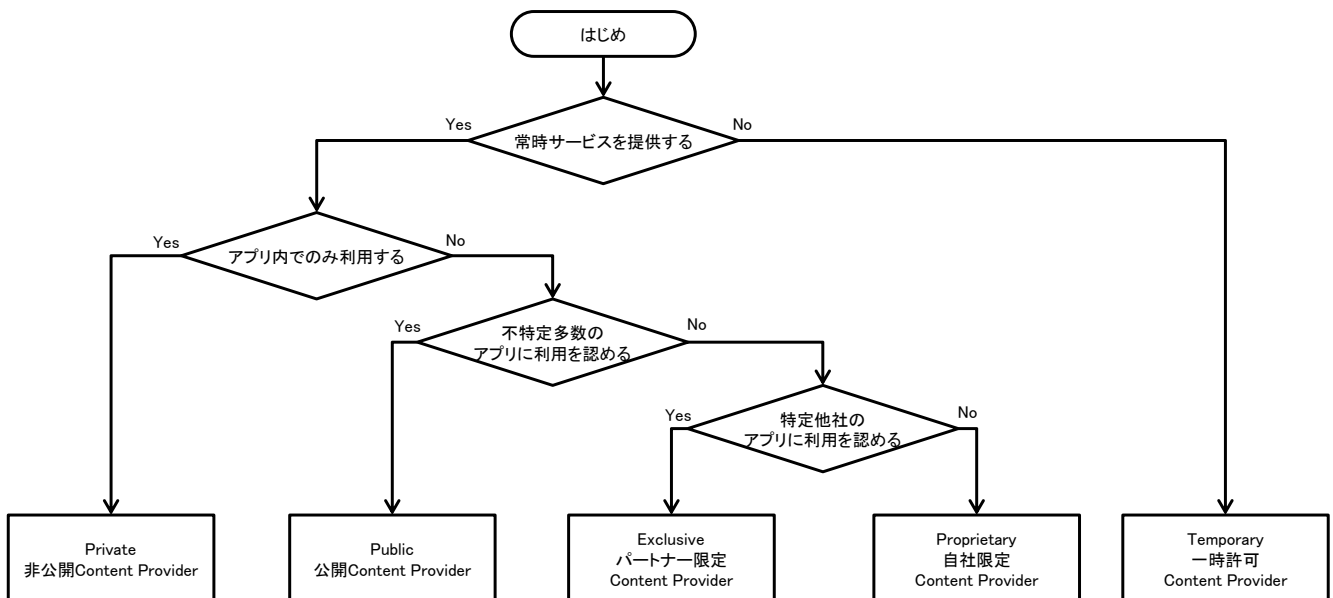 はじめ
Yes
常時サービスを提供する
No
Yes
アプリ内でのみ利用する
No
Yes
不特定多数の
アプリに利用を認める
No
Yes
特定他社の
アプリに利用を認める
No
Private
非公開Content Provider
Public
公開Content Provider
Exclusive
パートナー限定
Content Provider
Proprietary
自社限定
Content Provider
Temporary
一時許可
Content Provider